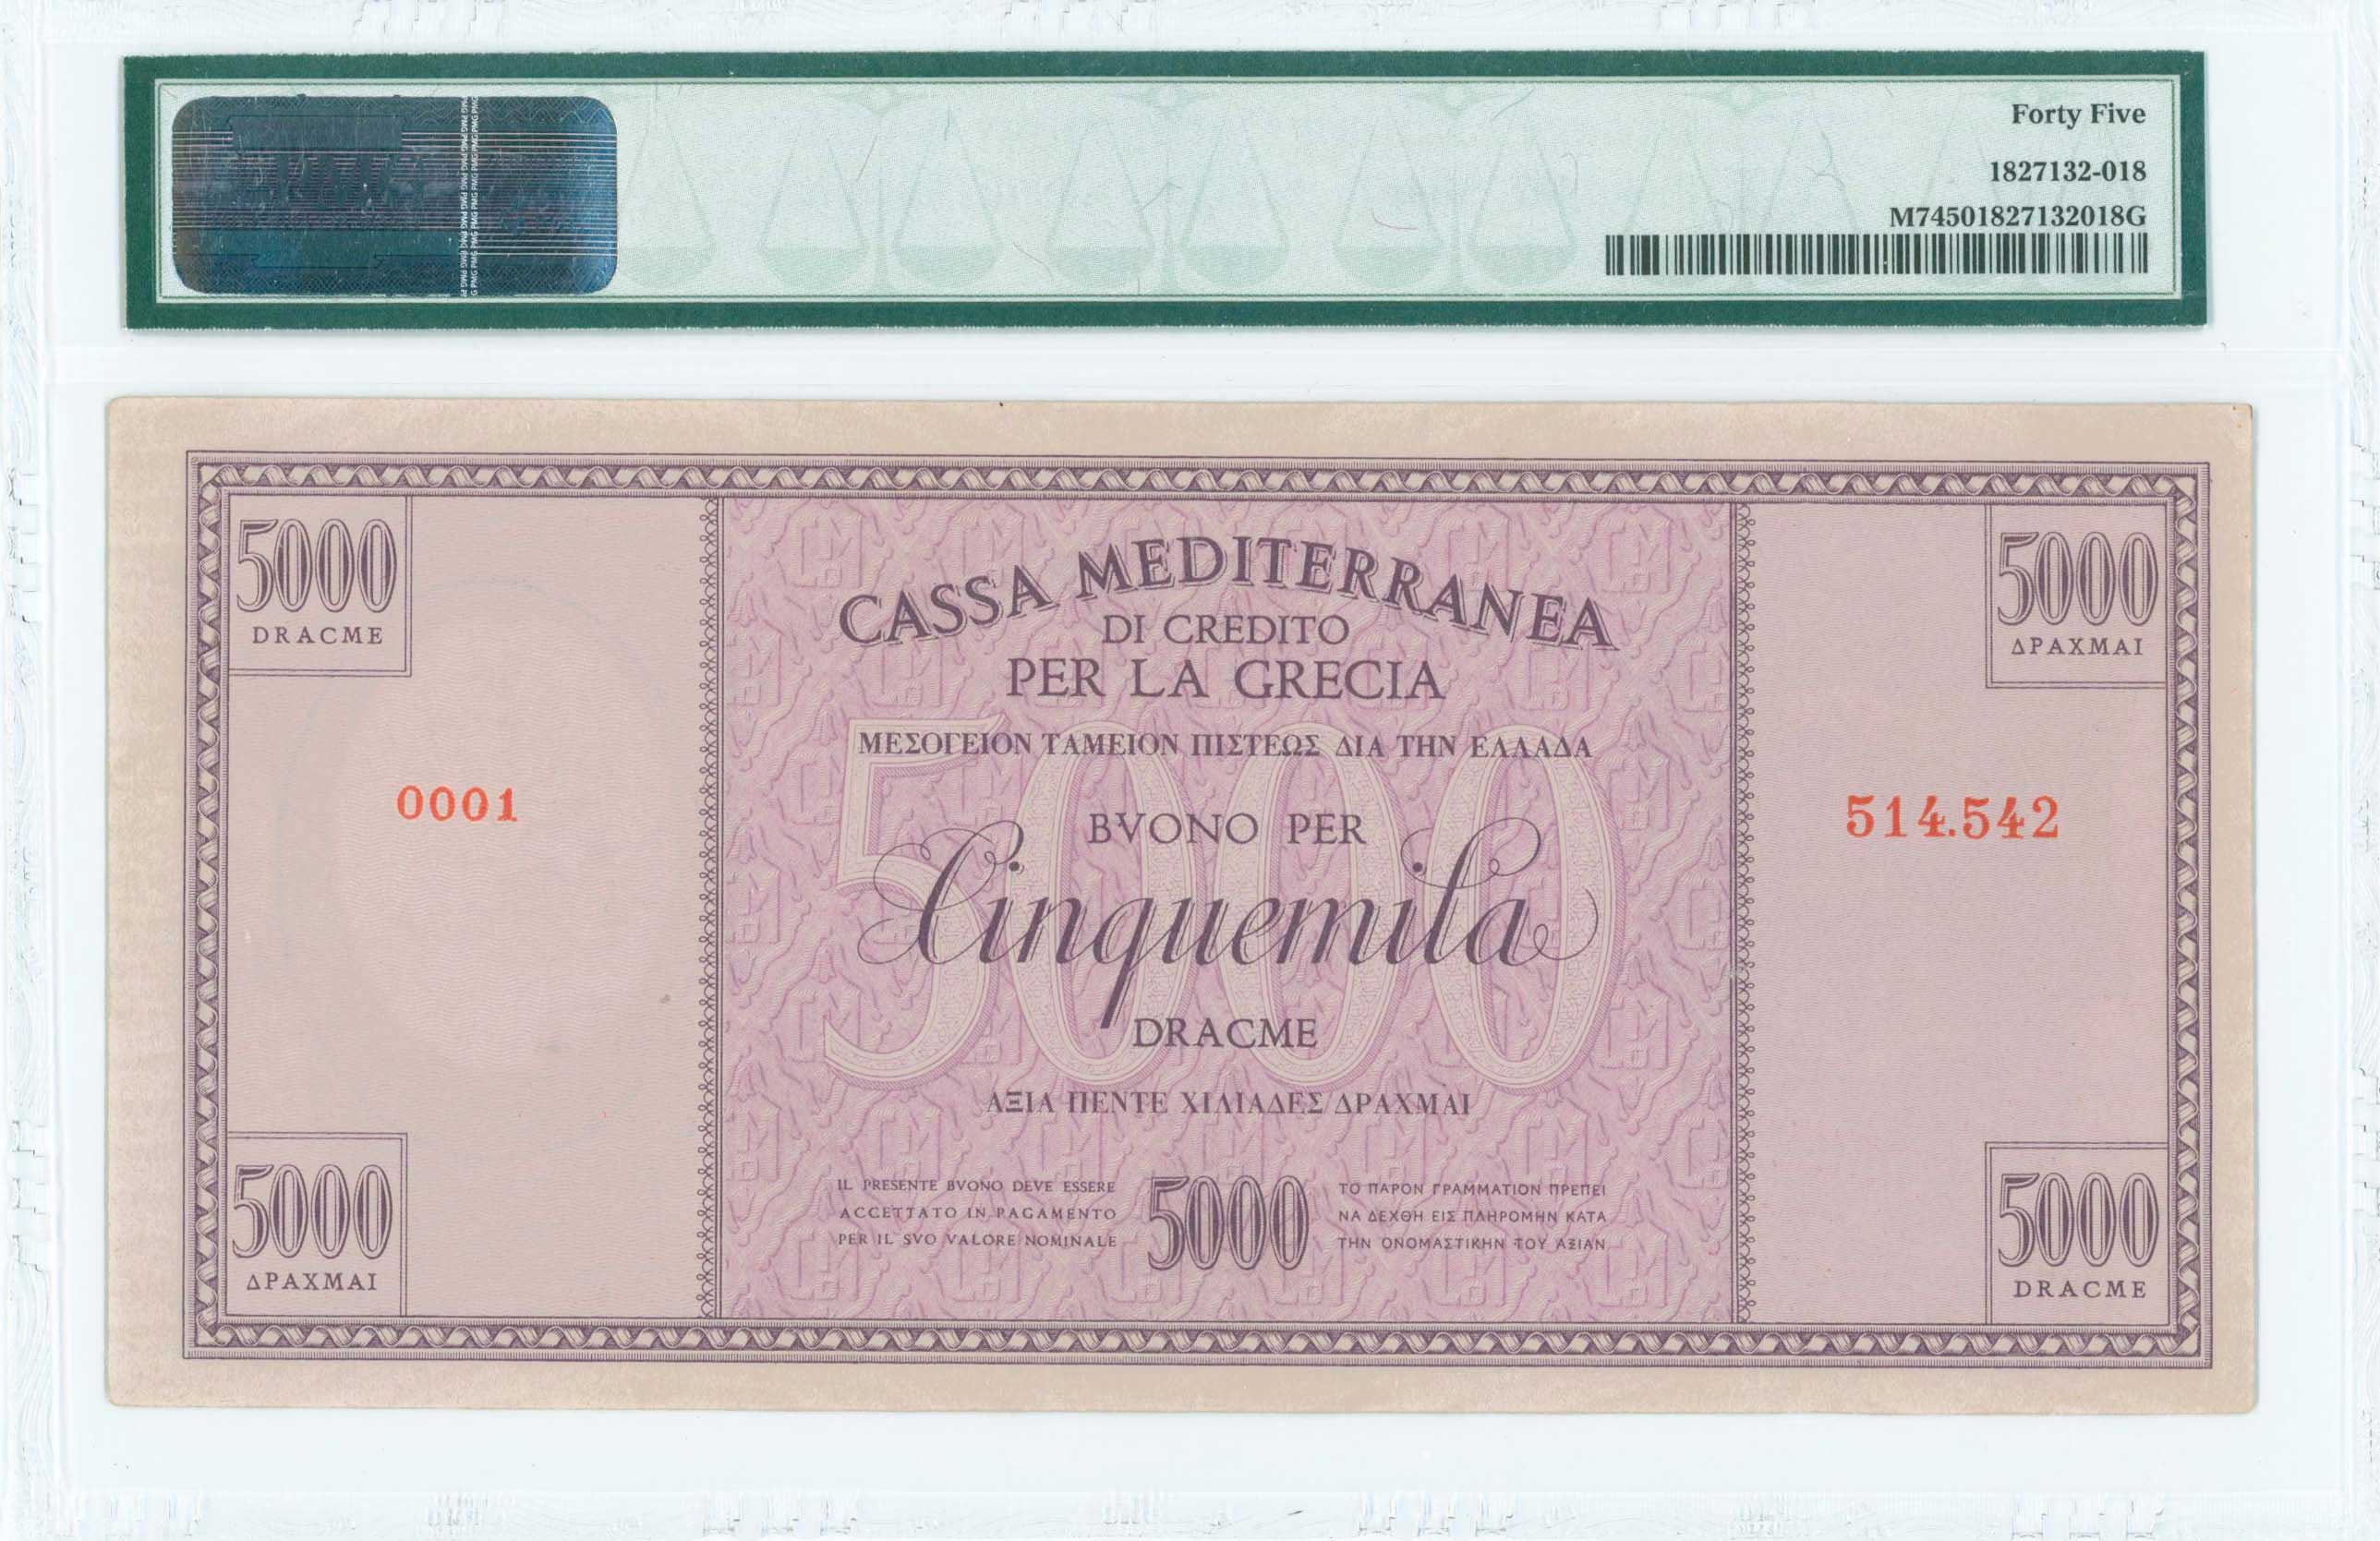 Forty Five
1827132-018
M74501827132018G
5000
DRACME
5000
ΔΡΑΧΜΑΙ
CASSA MEDITERRANEA
DI CREDITO
PER LA GRECIA
ΜΕΣΟΓΕΙΟΝ ΤΑΜΕΙΟΝ ΠΙΣΤΕΩΣ ΔΙΑ ΤΗΝ ΕΛΛΑΔΑ
5000
0001
514.542
BVONO PER
Cinquemila
DRACME
ΑΞΙΑ ΠΕΝΤΕ ΧΙΛΙΑΔΕΣ ΔΡΑΧΜΑΙ
IL PRESENTE BVONO DEVE ESSERE
ACCETTATO IN PAGAMENTO
PER IL SVO VALORE NOMINALE
5000
ΤΟ ΠΑΡΟΝ ΓΡΑΜΜΑΤΙΟΝ ΠΡΕΠΕΙ
ΝΑ ΔΕΧΘΗ ΕΙΣ ΠΛΗΡΟΜΗΝ ΚΑΤΑ
ΤΗΝ ΟΝΟΜΑΣΤΙΚΗΝ ΤΟΥ ΑΞΙΑΝ
5000
ΔΡΑΧΜΑΙ
5000
DRACME